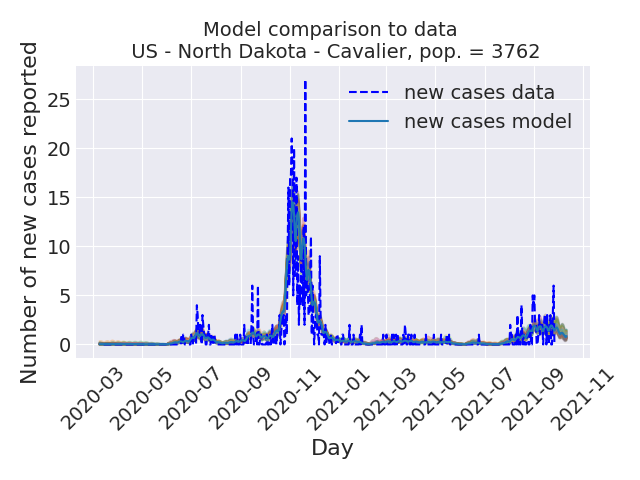 Model comparison to data
US - North Dakota - Cavalier, pop. = 3762
Number of new cases reported
25
20
15
10
5
0
new cases data
new cases model
2020-03
2020-05
2020-07
2020-09
2020-11
2021-01
2021-03
2021-05
2021-07
2021-09
2021-11
Day